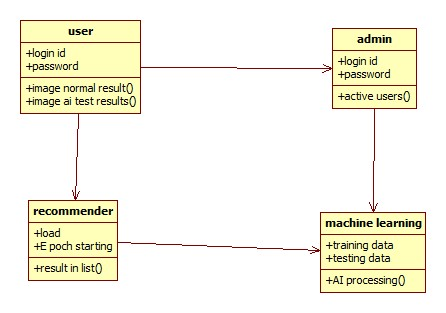 user
+login id
+password
+image normal result()
+image ai test results()
admin
+login id
+password
+active users()
recommender
+load
+E poch starting
+result in list()
machine learning
+training data
+testing data
+AI processing()